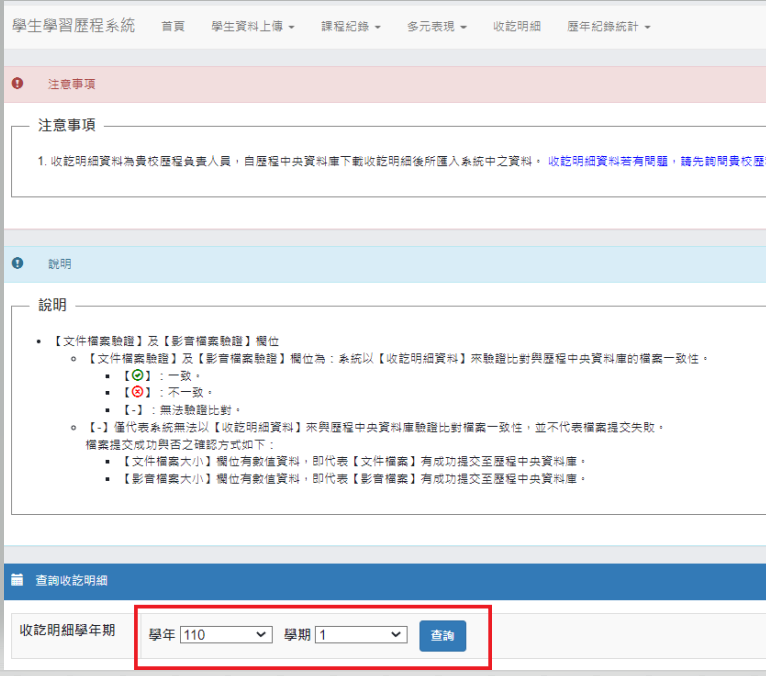 學生學習歷程系統 首頁 學生資料上傳 課程紀錄 多元表現 收訖明細 歷年紀錄統計
注意事項
注意事項
1. 收訖明細資料為貴校歷程負責人員，自歷程中央資料庫下載收訖明細後所匯入系統中之資料。 收訖明細資料若有問題，請先詢問貴校歷
說明
說明
• 【文件檔案驗證】及【影音檔案驗證】欄位
【文件檔案驗證】及【影音檔案驗證】欄位為：系統以【收訖明細資料】來驗證比對與歷程中央資料庫的檔案一致性。
【✓】：一致。
【×】：不一致。
【-】：無法驗證比對。
【-】僅代表系統無法以【收訖明細資料】來與歷程中央資料庫驗證比對檔案一致性，並不代表檔案提交失敗。
檔案提交成功與否之確認方式如下：
【文件檔案大小】欄位有數值資料，即代表【文件檔案】有成功提交至歷程中央資料庫。
【影音檔案大小】欄位有數值資料，即代表【影音檔案】有成功提交至歷程中央資料庫。
查詢收訖明細
收訖明細學年期 學年 110 學期 1 查詢